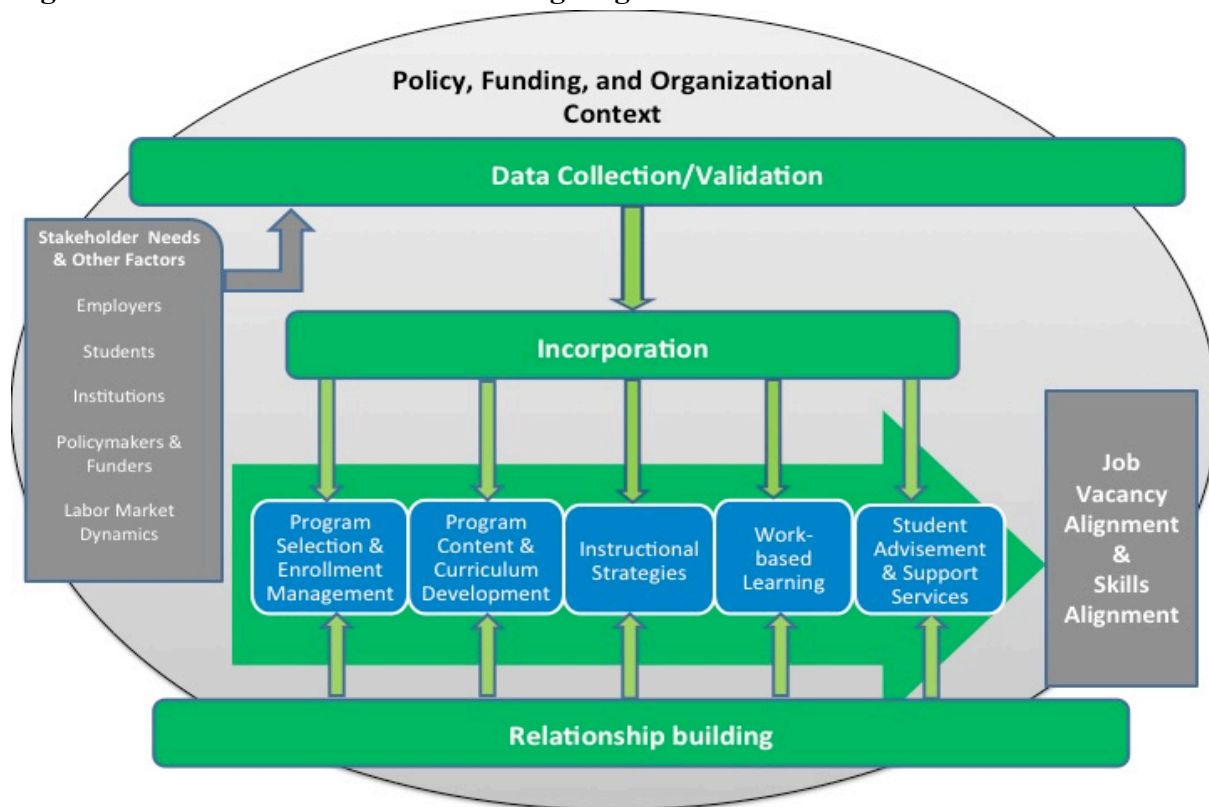 Policy, Funding, and Organizational
Context
Data Collection/Validation
Stakeholder Needs
& Other Factors
Employers
Students
Institutions
Policymakers &
Funders
Labor Market
Dynamics
Incorporation
Program
Selection &
Enrollment
Management
Program
Content &
Curriculum
Development
Instructional
Strategies
Work-
based
Learning
Student
Advisement
& Support
Services
Job
Vacancy
Alignment
&
Skills
Alignment
Relationship building